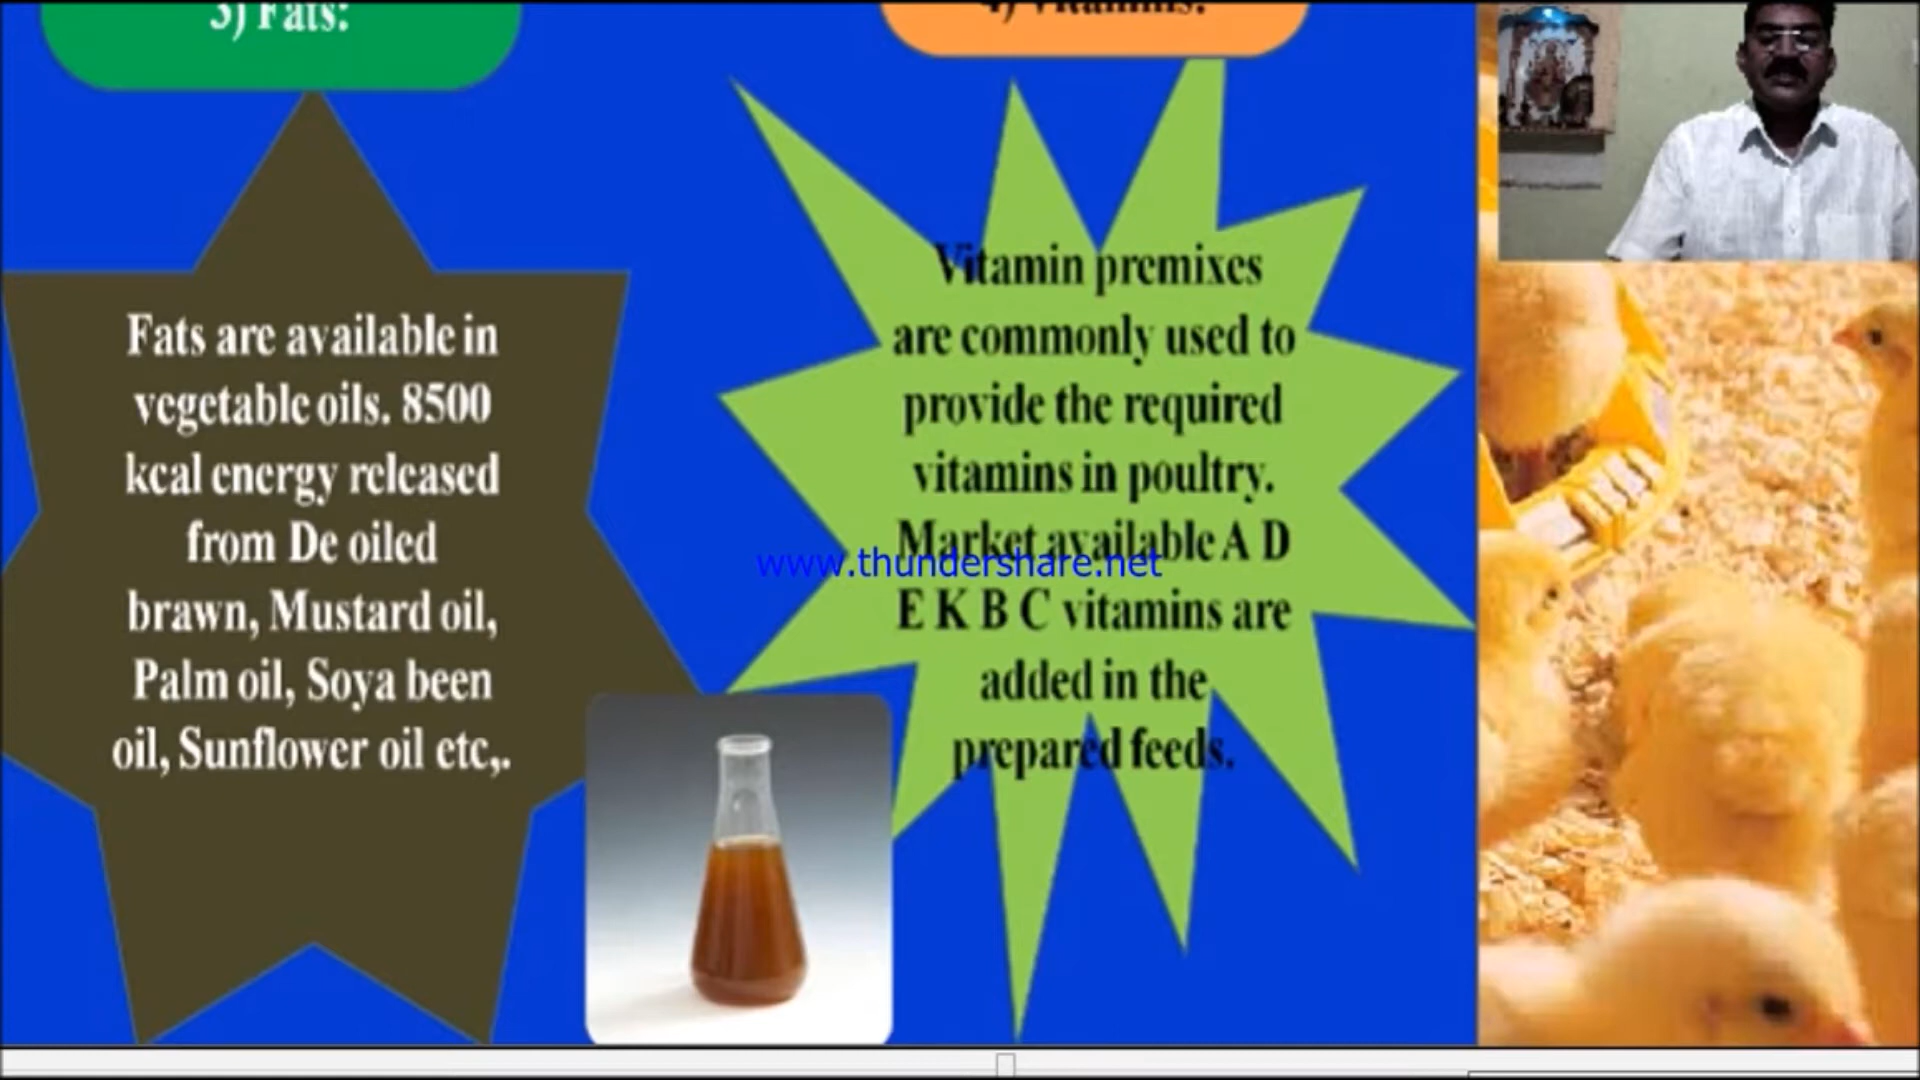 3) Fats:
4) Vitamins:
Fats are available in
vegetable oils. 8500
kcal energy released
from De oiled
brawn, Mustard oil,
Palm oil, Soya been
oil, Sunflower oil etc,.
Vitamin premixes
are commonly used to
provide the required
vitamins in poultry.
Market available A D
E K B C vitamins are
added in the
prepared feeds.
www.thundershare.net